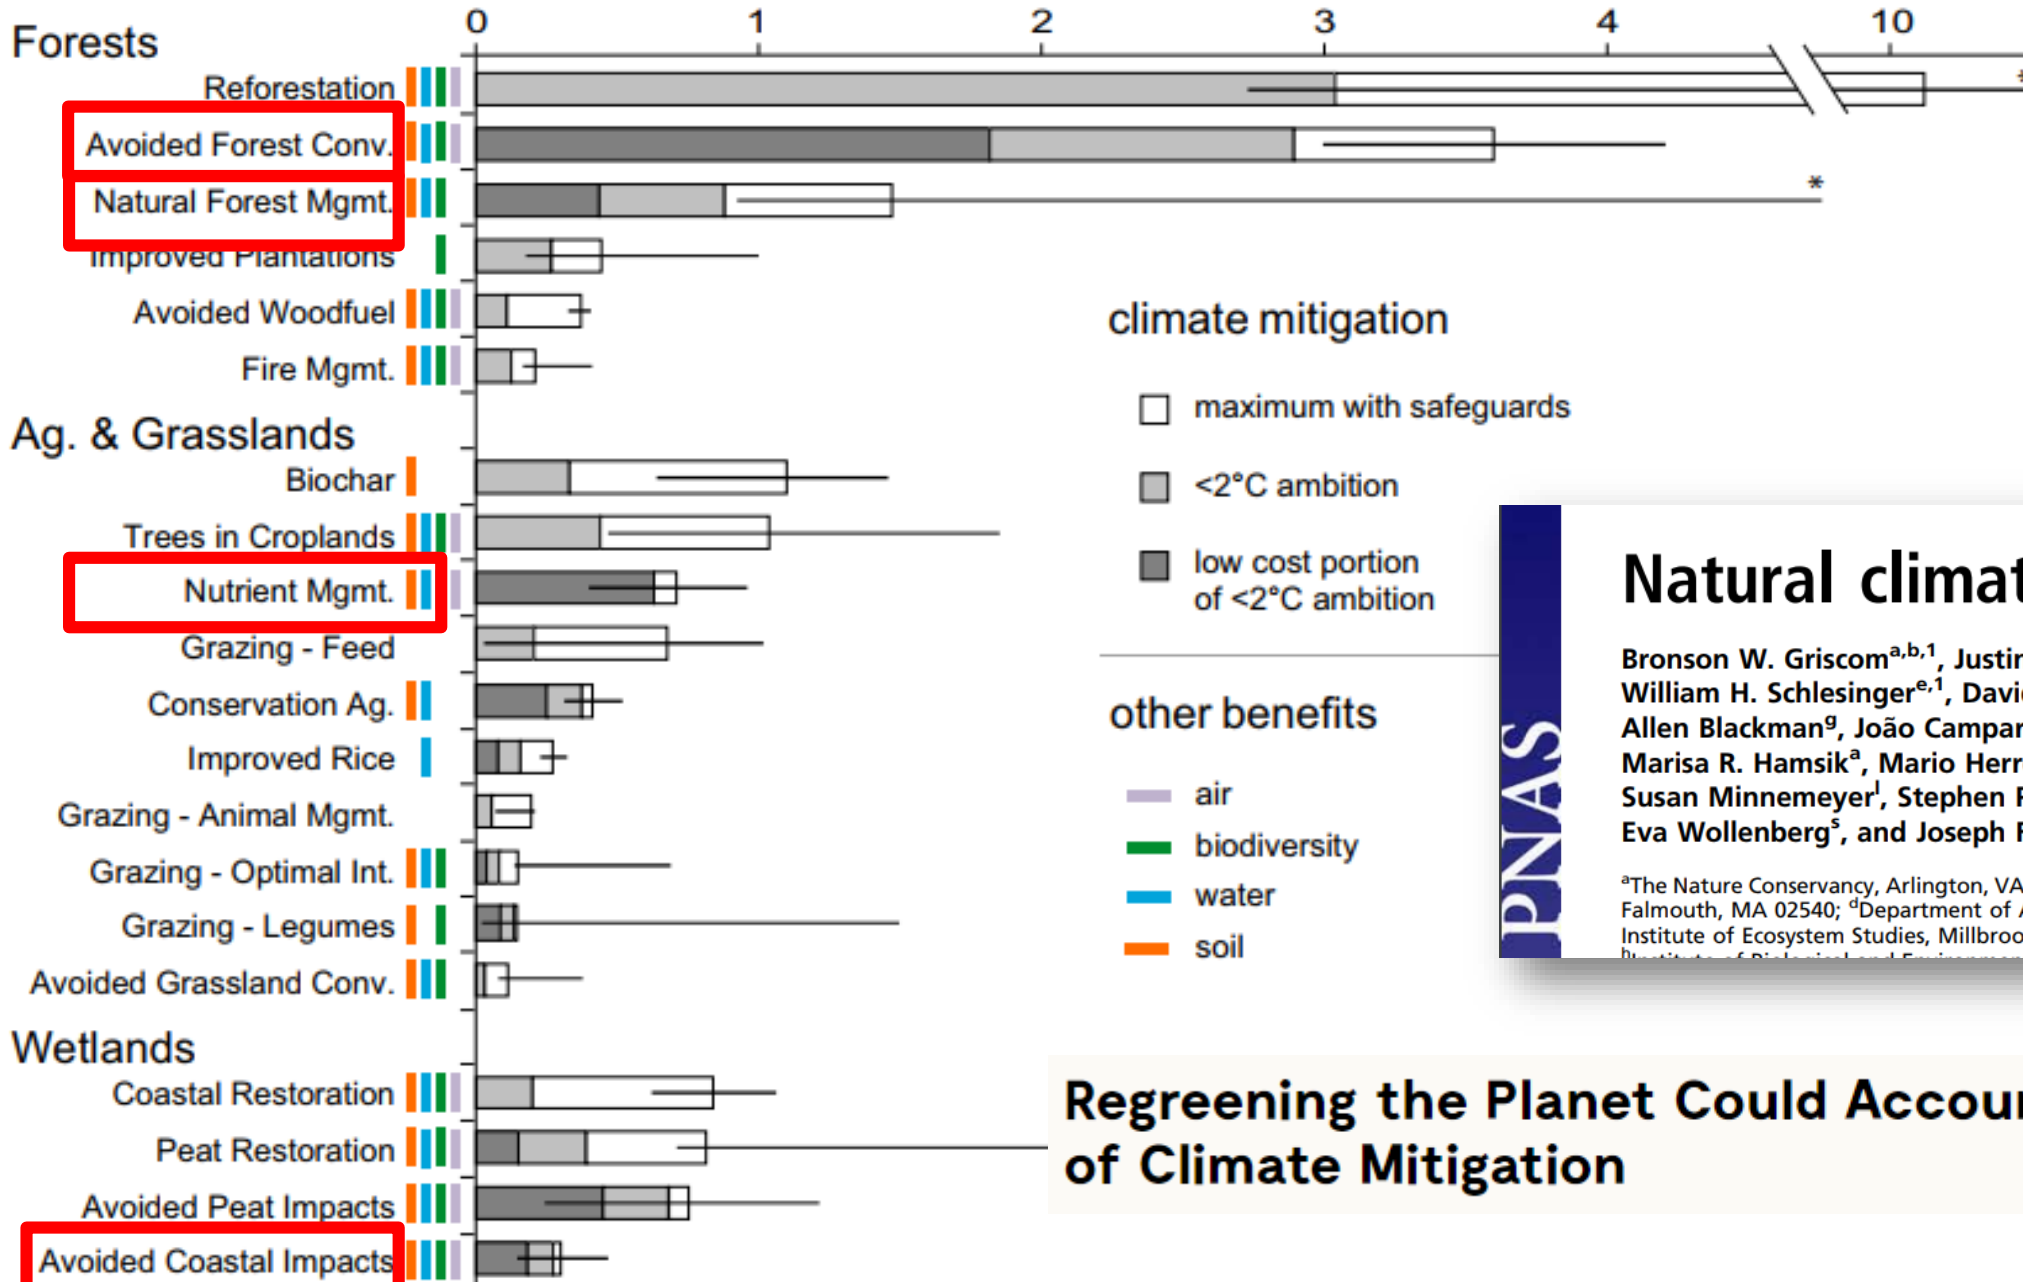 0 1 2 3 4 10
Forests
Reforestation
*
Avoided Forest Conv.
Natural Forest Mgmt.
*
Improved Plantations
Avoided Woodfuel
Fire Mgmt.
Ag. & Grasslands
Biochar
Trees in Croplands
Nutrient Mgmt.
Grazing - Feed
Conservation Ag.
Improved Rice
Grazing - Animal Mgmt.
Grazing - Optimal Int.
Grazing - Legumes
Avoided Grassland Conv.
Wetlands
Coastal Restoration
Peat Restoration
Avoided Peat Impacts
Avoided Coastal Impacts
climate mitigation
maximum with safeguards
<2°C ambition
low cost portion
of <2°C ambition
other benefits
air
biodiversity
water
soil
PNAS
Natural climat
Bronson W. Griscom^a,b,1, Justin
William H. Schlesinger^e,1, Davi
Allen Blackman^g, João Campar
Marisa R. Hamsik^a, Mario Herr
Susan Minnemeyer^l, Stephen
Eva Wollenberg^s, and Joseph
^aThe Nature Conservancy, Arlington, VA
Falmouth, MA 02540; ^dDepartment of
Institute of Ecosystem Studies, Millbroo
Regreening the Planet Could Accou
of Climate Mitigation